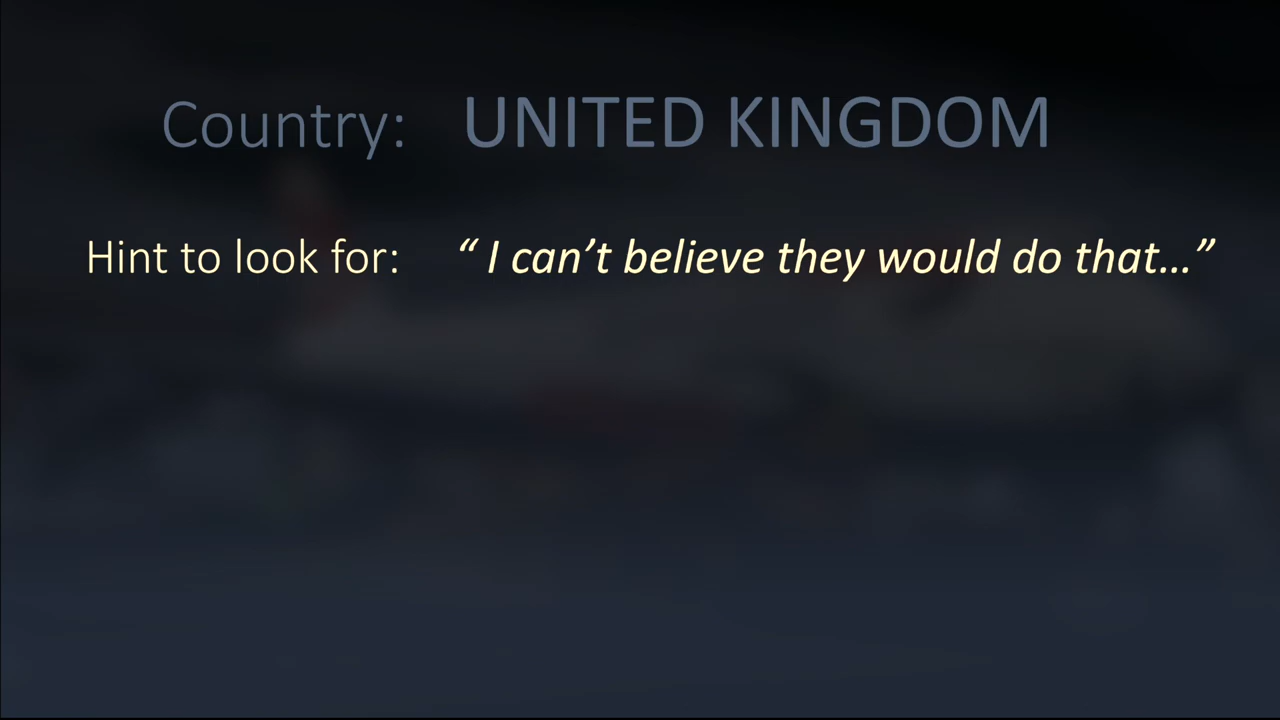 Country: UNITED KINGDOM
Hint to look for: “ I can’t believe they would do that…”